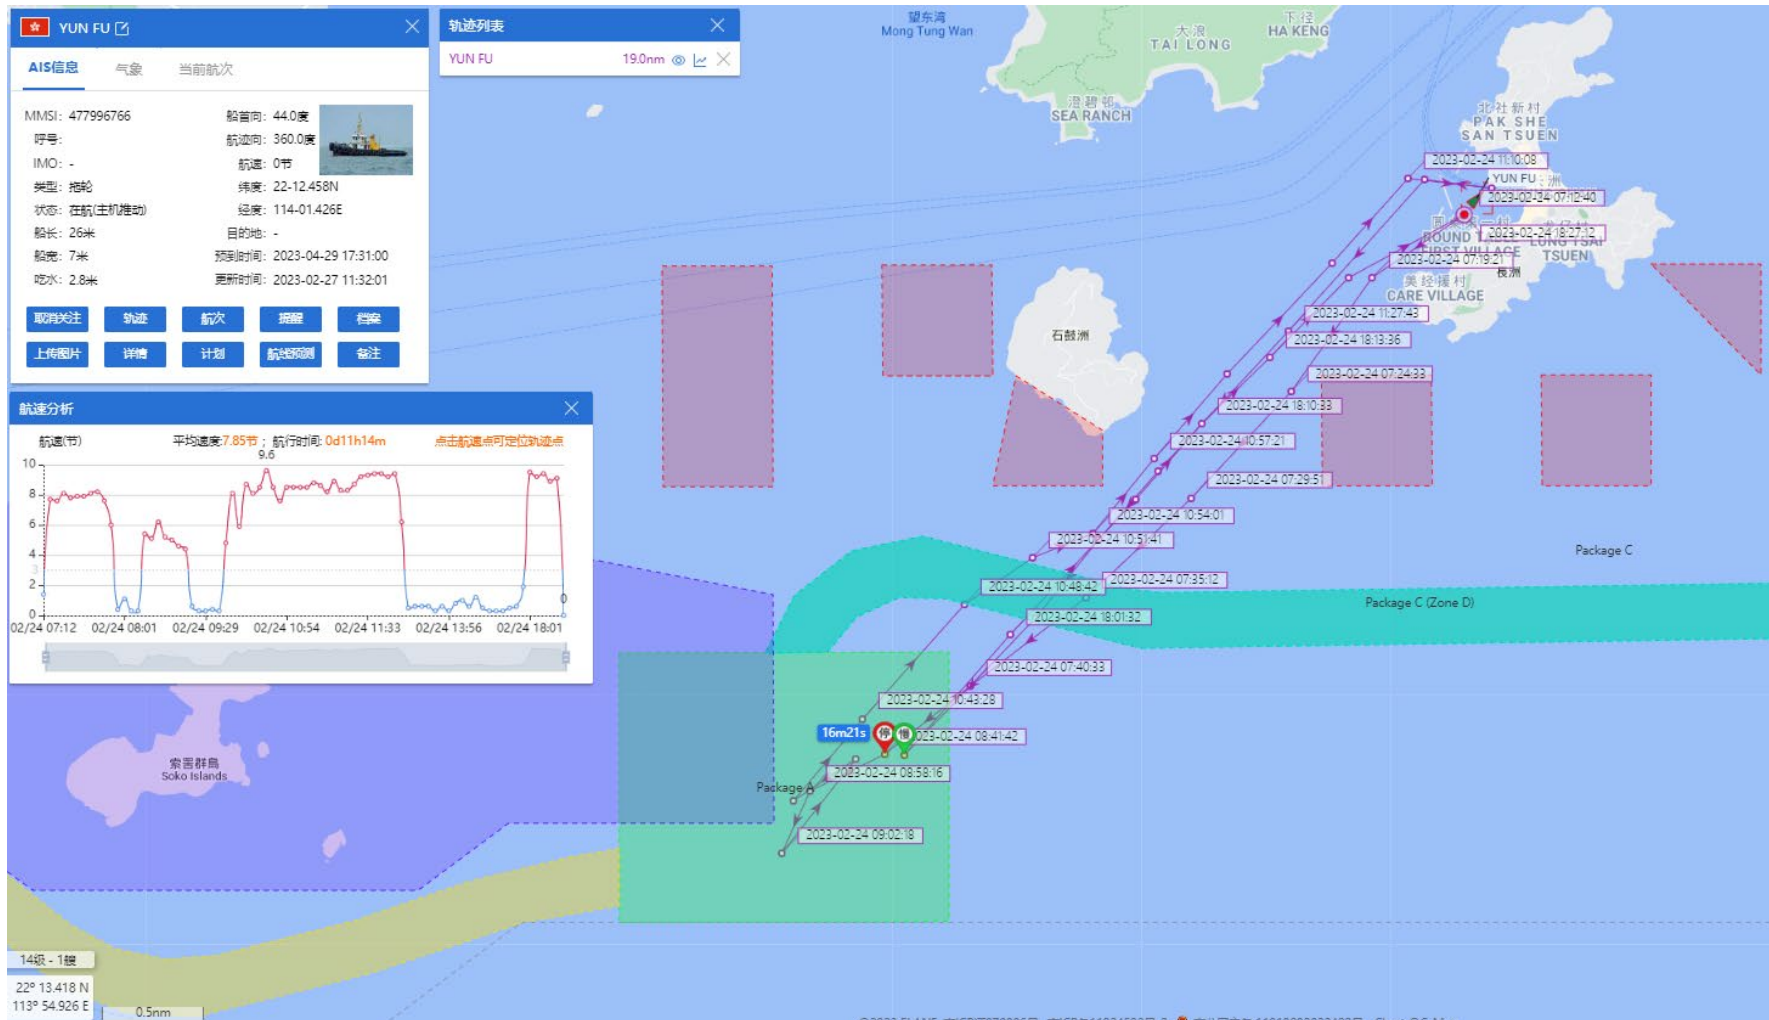 YUN FU
AIS信息
气象
当前航次
MMSI: 477996766
船首向: 44.0度
呼号:
航迹向: 360.0度
IMO: -
航速: 0节
类型: 拖轮
纬度: 22-12.458N
状态: 在航(主机推动)
经度: 114-01.426E
船长: 26米
目的地: -
船宽: 7米
预到时间: 2023-04-29 17:31:00
吃水: 2.8米
更新时间: 2023-02-27 11:32:01
取消关注
轨迹
航次
提醒
档案
上传图片
详情
计划
航线预测
备注
轨迹列表
YUN FU
19.0nm
航速分析
航速(节)
平均速度:7.85节 ; 航行时间: 0d11h14m
点击航速点可定位轨迹点
9.6
10
8
6
4
3
2
0
0
02/24 07:12
02/24 08:01
02/24 09:29
02/24 10:54
02/24 11:33
02/24 13:56
02/24 18:01
望东湾
Mong Tung Wan
大浪
TAI LONG
下径
HA KENG
澄碧邨
SEA RANCH
北社新村
PAK SHE
SAN TSUEN
2023-02-24 11:10:08
YUN FU
洲
2023-02-24 07:12:40
2023-02-24 18:27:12
ROUND
FIRST VILLAGE
LUNG TSAI
TSUEN
2023-02-24 07:19:21
長洲
美经援村
CARE VILLAGE
2023-02-24 11:27:43
石鼓洲
2023-02-24 18:13:36
2023-02-24 07:24:33
2023-02-24 18:10:33
2023-02-24 10:57:21
2023-02-24 07:29:51
2023-02-24 10:54:01
2023-02-24 10:51:41
Package C
2023-02-24 07:35:12
2023-02-24 10:48:42
Package C (Zone D)
2023-02-24 18:01:32
2023-02-24 07:40:33
2023-02-24 10:43:28
16m21s
停
慢
2023-02-24 08:41:42
索罟群島
Soko Islands
2023-02-24 08:58:16
Package A
2023-02-24 09:02:18
14级 - 1艘
22° 13.418 N
113° 54.926 E
0.5nm